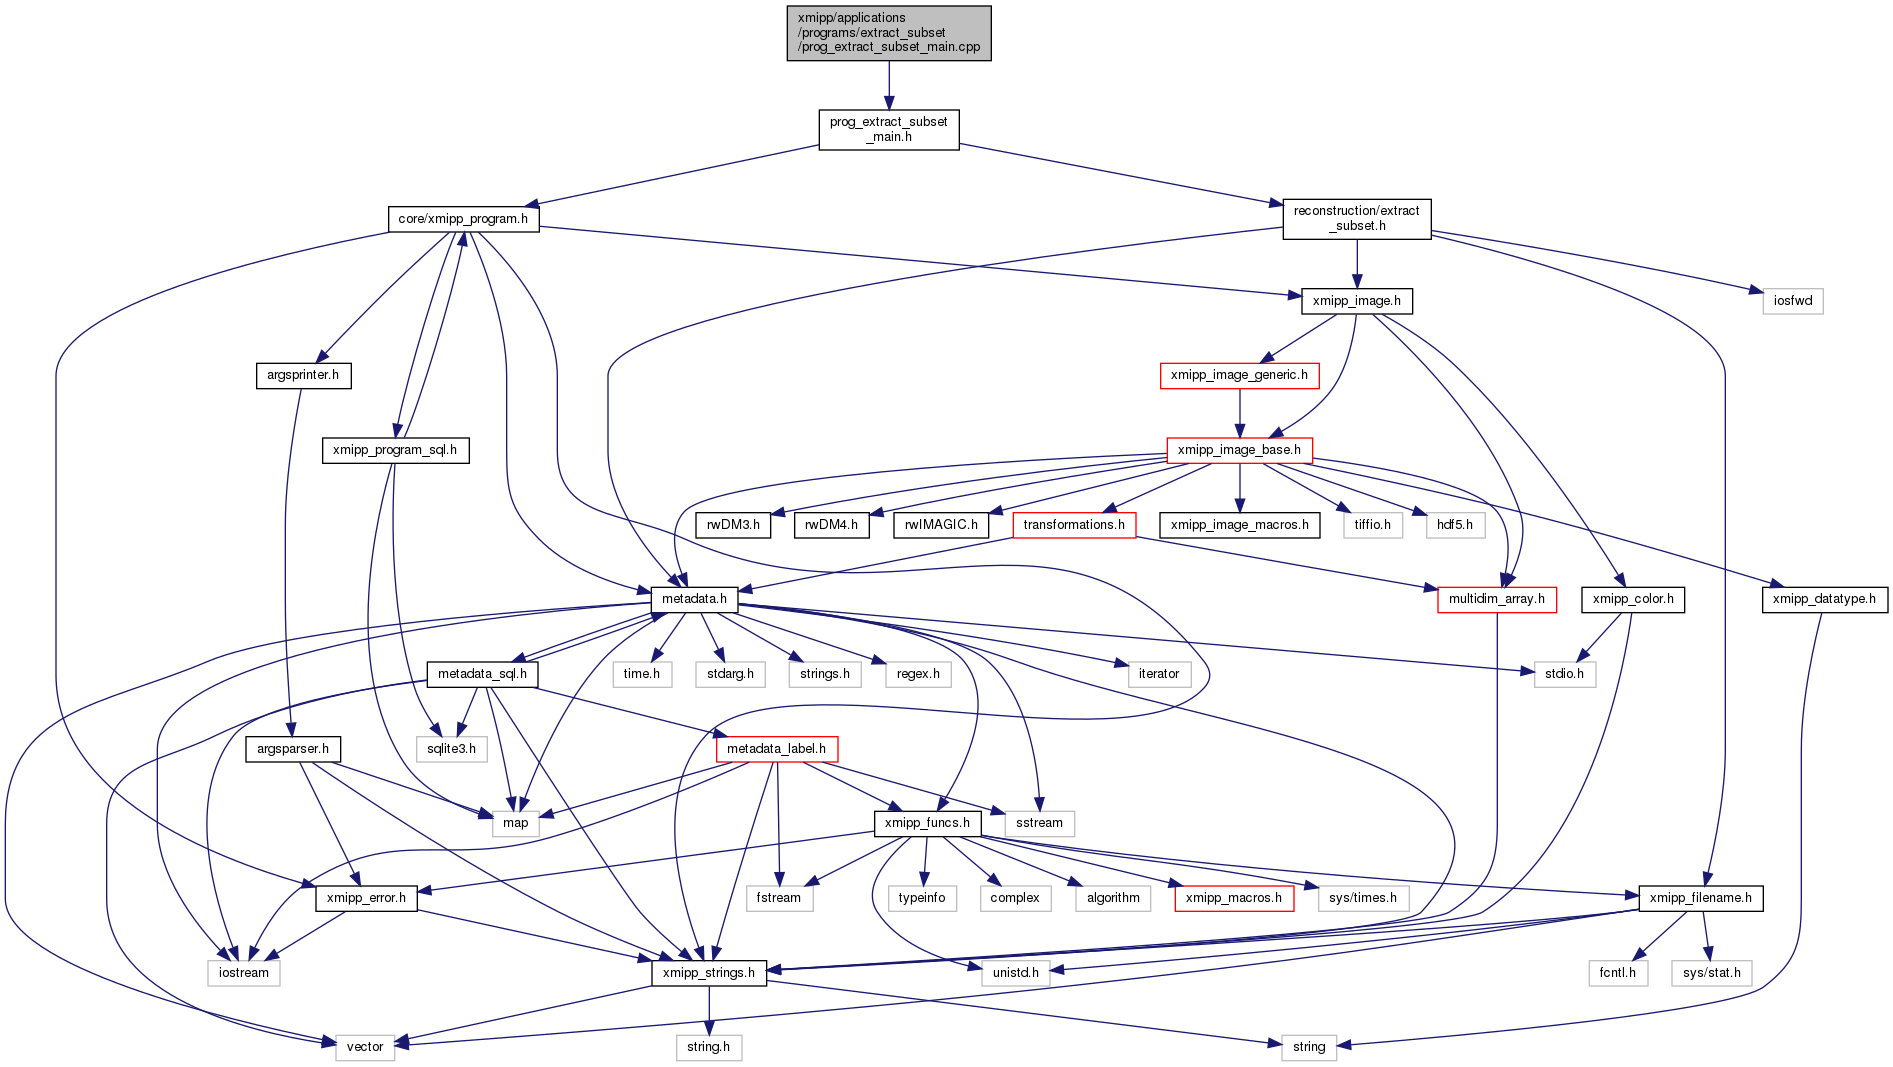 xmipp/applications
/programs/extract_subset
/prog_extract_subset_main.cpp
prog_extract_subset
_main.h
core/xmipp_program.h
reconstruction/extract
_subset.h
xmipp_image.h
iosfwd
argsprinter.h
xmipp_image_generic.h
xmipp_program_sql.h
xmipp_image_base.h
rwDM3.h
rwDM4.h
rwIMAGIC.h
transformations.h
xmipp_image_macros.h
tiffio.h
hdf5.h
metadata.h
multidim_array.h
xmipp_color.h
xmipp_datatype.h
metadata_sql.h
time.h
stdarg.h
strings.h
regex.h
iterator
stdio.h
argsparser.h
sqlite3.h
metadata_label.h
map
xmipp_funcs.h
sstream
xmipp_error.h
fstream
typeinfo
complex
algorithm
xmipp_macros.h
sys/times.h
xmipp_filename.h
iostream
xmipp_strings.h
unistd.h
fcntl.h
sys/stat.h
vector
string.h
string